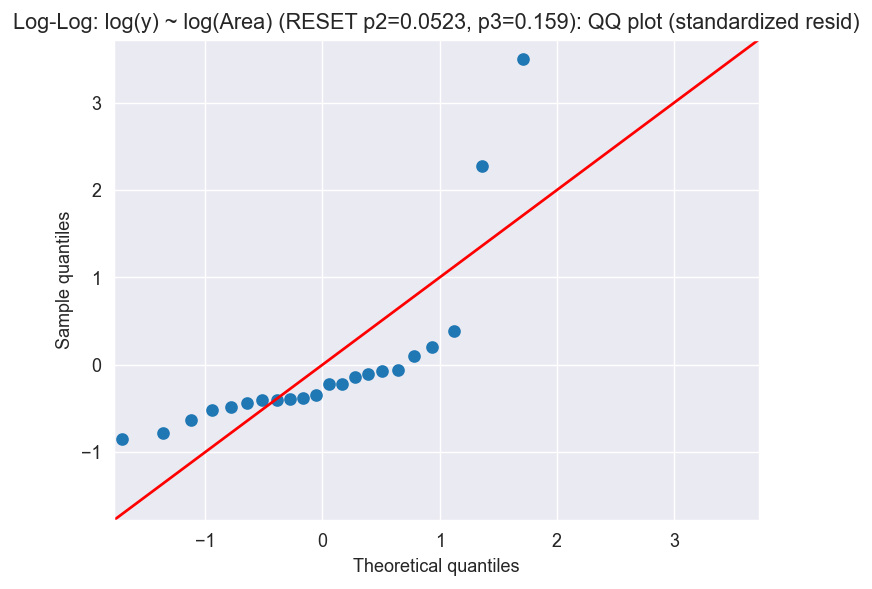 Log-Log: log(y) ~ log(Area) (RESET p2=0.0523, p3=0.159): QQ plot (standardized resid)
3
2
1
0
−1
Sample quantiles
−1 0 1 2 3
Theoretical quantiles